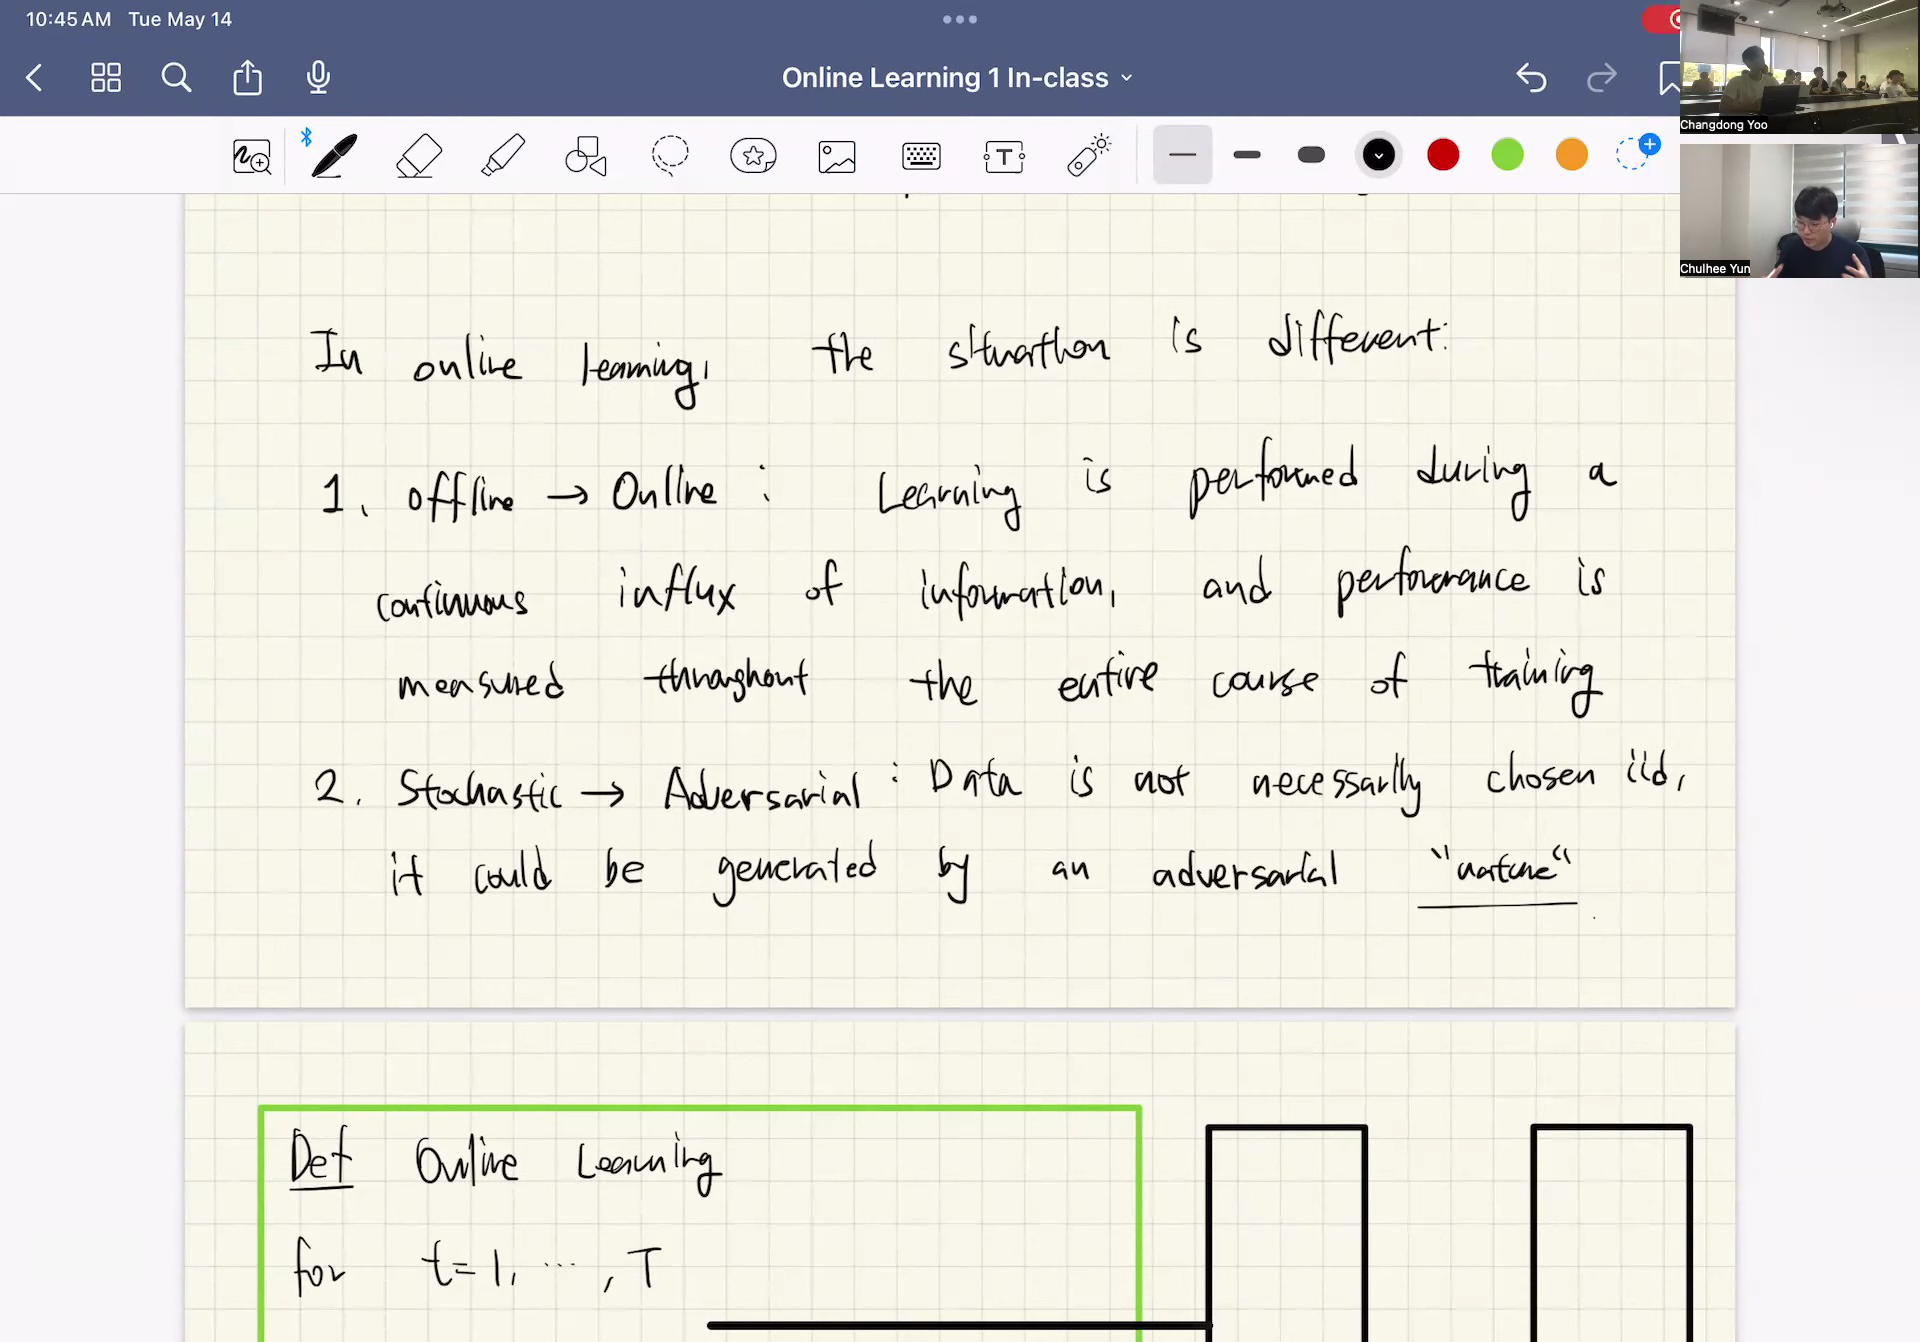 10:45 AM Tue May 14
Online Learning 1 In-class
Changdong Yoo
Chulhee Yun
In online learning, the situation is different:
1. Offline → Online : Learning is performed during a
continuous influx of information, and performance is
measured throughout the entire course of training
2. Stochastic → Adversarial : Data is not necessarily chosen iid,
it could be generated by an adversarial "nature"
Def Online Learning
for t=1, ⋯, T